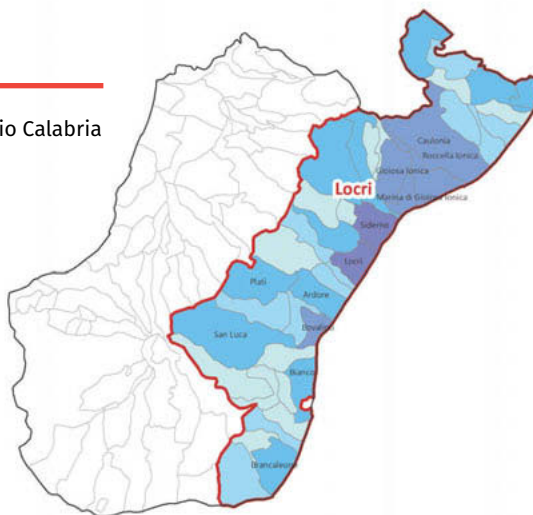 io Calabria
Caulonia
Roccella Ionica
Gioiosa Ionica
Locri
Marina di Gioiosa Ionica
Siderno
Locri
Platì
Ardore
Bovalino
San Luca
Bianco
Brancaleone